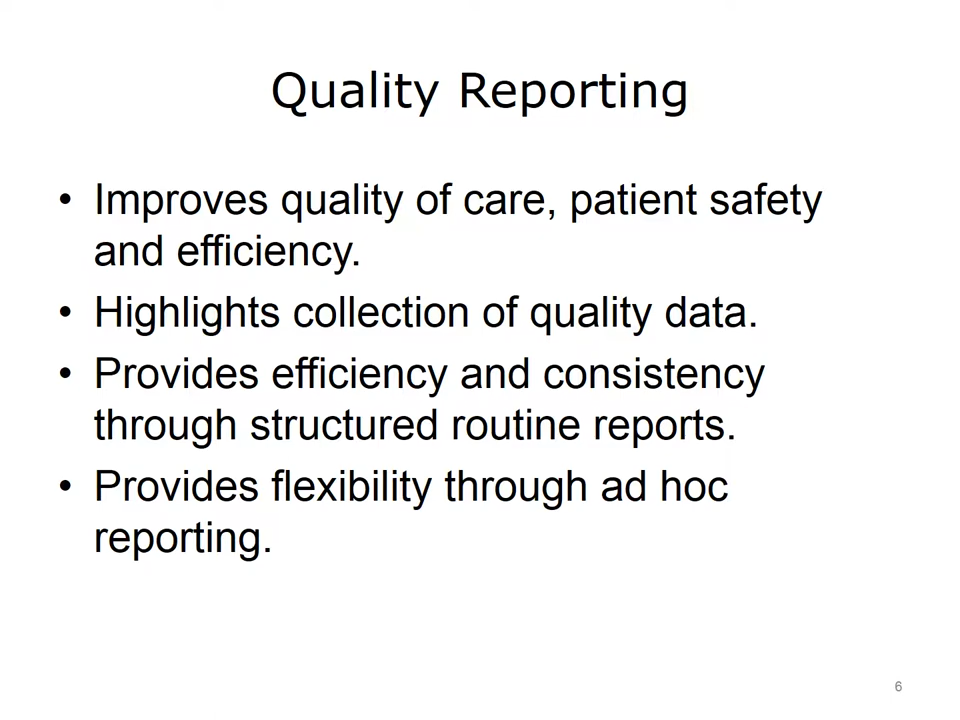 Quality Reporting
• Improves quality of care, patient safety
and efficiency.
• Highlights collection of quality data.
• Provides efficiency and consistency
through structured routine reports.
• Provides flexibility through ad hoc
reporting.
6